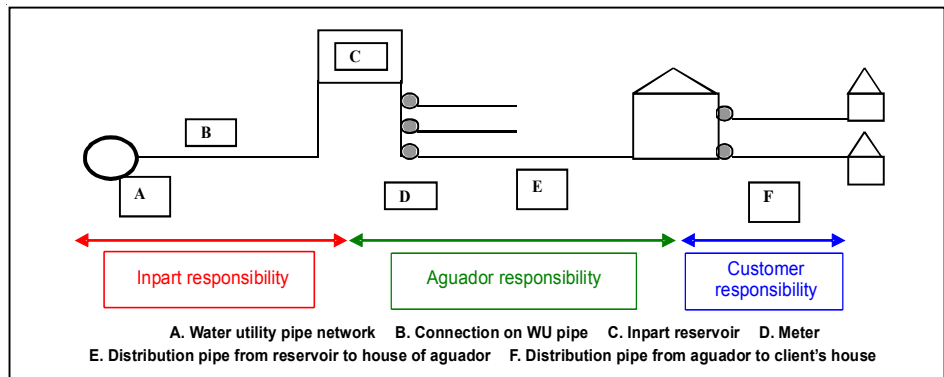 C
B
A
D
E
F
Inpart responsibility
Aguador responsibility
Customer
responsibility
A. Water utility pipe network B. Connection on WU pipe C. Inpart reservoir D. Meter
E. Distribution pipe from reservoir to house of aguador F. Distribution pipe from aguador to client's house